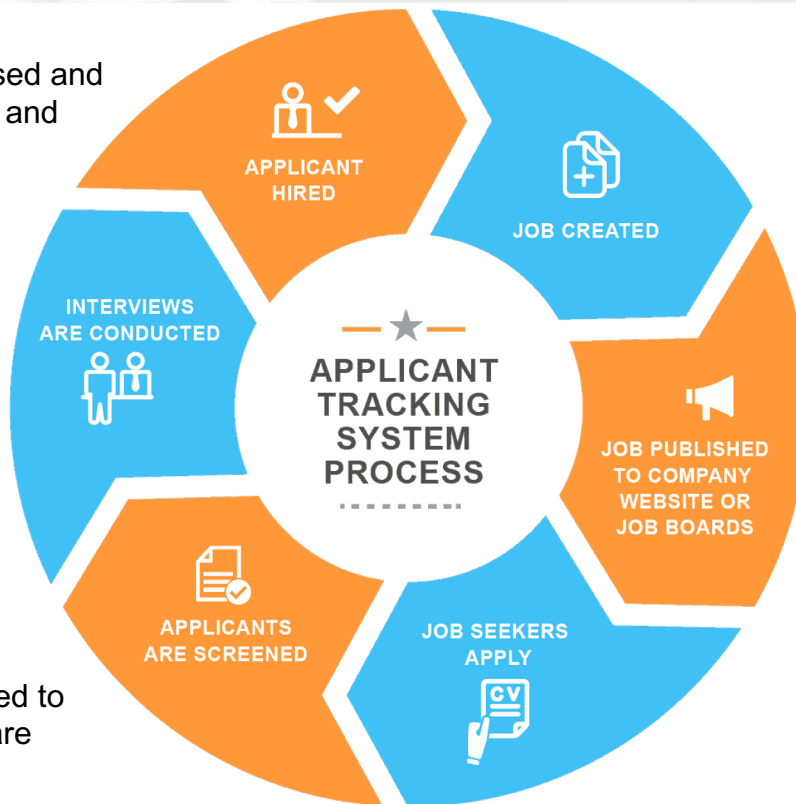 sed and
and
APPLICANT
HIRED
JOB CREATED
INTERVIEWS
ARE CONDUCTED
APPLICANT
TRACKING
SYSTEM
PROCESS
JOB PUBLISHED
TO COMPANY
WEBSITE OR
JOB BOARDS
APPLICANTS
ARE SCREENED
JOB SEEKERS
APPLY
CV
ed to
are